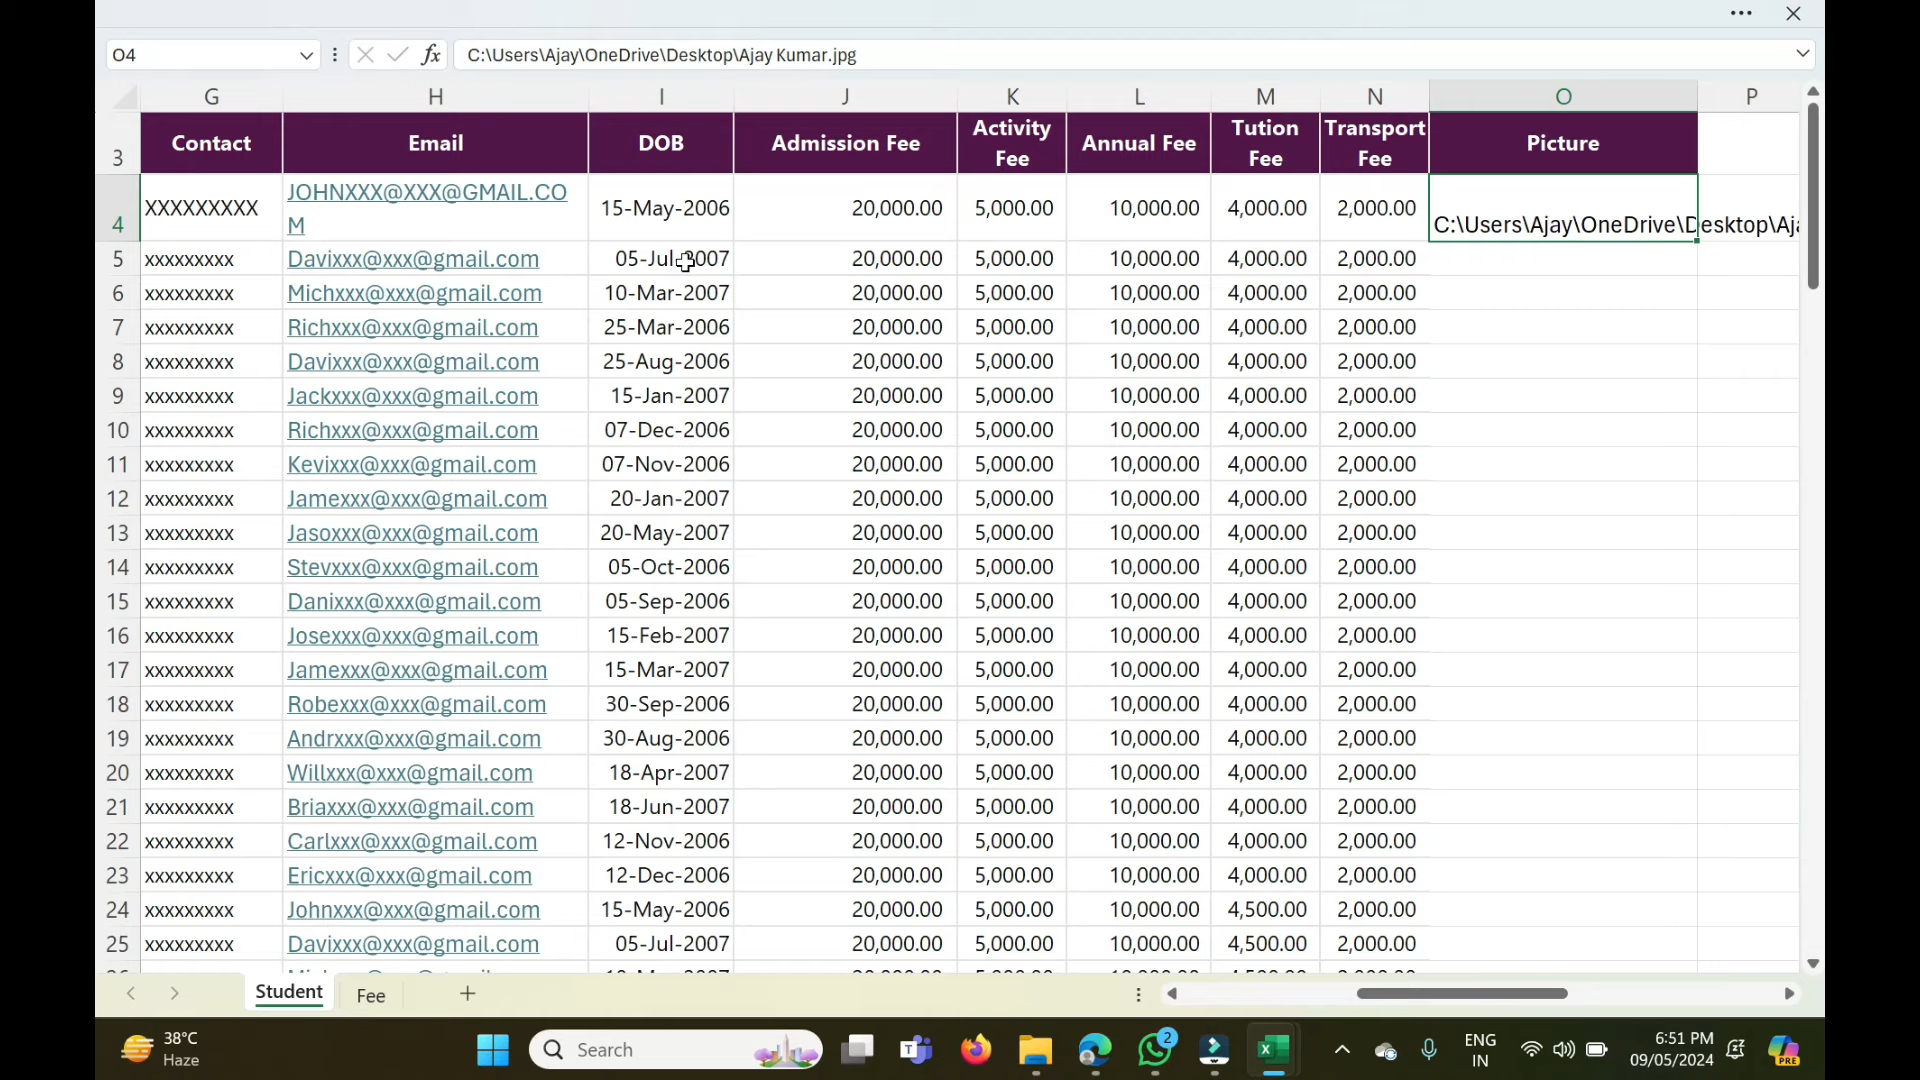 O4 fx C:\Users\Ajay\OneDrive\Desktop\Ajay Kumar.jpg
G H I J K L M N O P
3 Contact Email DOB Admission Fee Activity Fee Annual Fee Tution Fee Transport Fee Picture
4 XXXXXXXXX JOHNXXX@XXX@GMAIL.COM 15-May-2006 20,000.00 5,000.00 10,000.00 4,000.00 2,000.00 C:\Users\Ajay\OneDrive\Desktop\Aja
5 xxxxxxxxx Davixxx@xxx@gmail.com 05-Jul-2007 20,000.00 5,000.00 10,000.00 4,000.00 2,000.00
6 xxxxxxxxx Michxxx@xxx@gmail.com 10-Mar-2007 20,000.00 5,000.00 10,000.00 4,000.00 2,000.00
7 xxxxxxxxx Richxxx@xxx@gmail.com 25-Mar-2006 20,000.00 5,000.00 10,000.00 4,000.00 2,000.00
8 xxxxxxxxx Davixxx@xxx@gmail.com 25-Aug-2006 20,000.00 5,000.00 10,000.00 4,000.00 2,000.00
9 xxxxxxxxx Jackxxx@xxx@gmail.com 15-Jan-2007 20,000.00 5,000.00 10,000.00 4,000.00 2,000.00
10 xxxxxxxxx Richxxx@xxx@gmail.com 07-Dec-2006 20,000.00 5,000.00 10,000.00 4,000.00 2,000.00
11 xxxxxxxxx Kevixxx@xxx@gmail.com 07-Nov-2006 20,000.00 5,000.00 10,000.00 4,000.00 2,000.00
12 xxxxxxxxx Jamexxx@xxx@gmail.com 20-Jan-2007 20,000.00 5,000.00 10,000.00 4,000.00 2,000.00
13 xxxxxxxxx Jasoxxx@xxx@gmail.com 20-May-2007 20,000.00 5,000.00 10,000.00 4,000.00 2,000.00
14 xxxxxxxxx Stevxxx@xxx@gmail.com 05-Oct-2006 20,000.00 5,000.00 10,000.00 4,000.00 2,000.00
15 xxxxxxxxx Danixxx@xxx@gmail.com 05-Sep-2006 20,000.00 5,000.00 10,000.00 4,000.00 2,000.00
16 xxxxxxxxx Josexxx@xxx@gmail.com 15-Feb-2007 20,000.00 5,000.00 10,000.00 4,000.00 2,000.00
17 xxxxxxxxx Jamexxx@xxx@gmail.com 15-Mar-2007 20,000.00 5,000.00 10,000.00 4,000.00 2,000.00
18 xxxxxxxxx Robexxx@xxx@gmail.com 30-Sep-2006 20,000.00 5,000.00 10,000.00 4,000.00 2,000.00
19 xxxxxxxxx Andrxxx@xxx@gmail.com 30-Aug-2006 20,000.00 5,000.00 10,000.00 4,000.00 2,000.00
20 xxxxxxxxx Willxxx@xxx@gmail.com 18-Apr-2007 20,000.00 5,000.00 10,000.00 4,000.00 2,000.00
21 xxxxxxxxx Briaxxx@xxx@gmail.com 18-Jun-2007 20,000.00 5,000.00 10,000.00 4,000.00 2,000.00
22 xxxxxxxxx Carlxxx@xxx@gmail.com 12-Nov-2006 20,000.00 5,000.00 10,000.00 4,000.00 2,000.00
23 xxxxxxxxx Ericxxx@xxx@gmail.com 12-Dec-2006 20,000.00 5,000.00 10,000.00 4,000.00 2,000.00
24 xxxxxxxxx Johnxxx@xxx@gmail.com 15-May-2006 20,000.00 5,000.00 10,000.00 4,500.00 2,000.00
25 xxxxxxxxx Davixxx@xxx@gmail.com 05-Jul-2007 20,000.00 5,000.00 10,000.00 4,500.00 2,000.00
Student Fee
38°C Haze Search 2 ENG IN 6:51 PM 09/05/2024 PRE